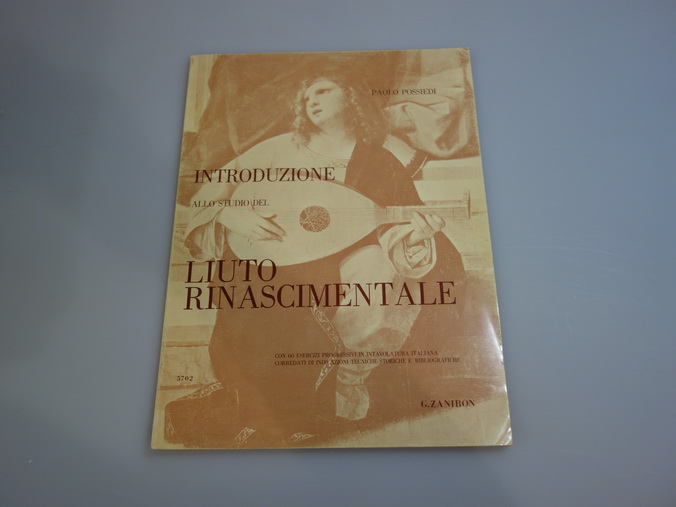 PAOLO POSSIEDI
INTRODUZIONE
ALLO STUDIO DEL
LIUTO
RINASCIMENTALE
CON 60 ESERCIZI PROGRESSIVI IN INTAVOLATURA ITALIANA
CORREDATI DI INDICAZIONI TECNICHE STORICHE E BIBLIOGRAFICHE
5702
G. ZANIBON